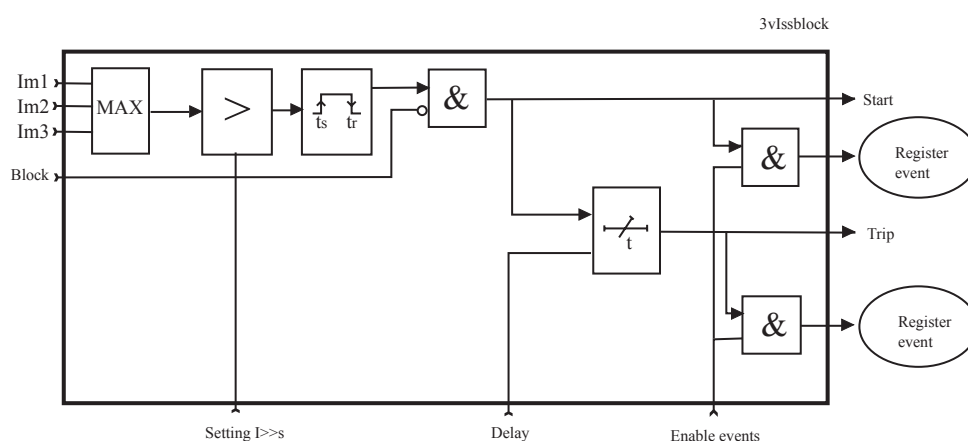 3vIssblock
Im1
Im2
Im3
MAX
>
ts
tr
&
Start
Block
&
Register
event
t
Trip
&
Register
event
Setting I>>s
Delay
Enable events